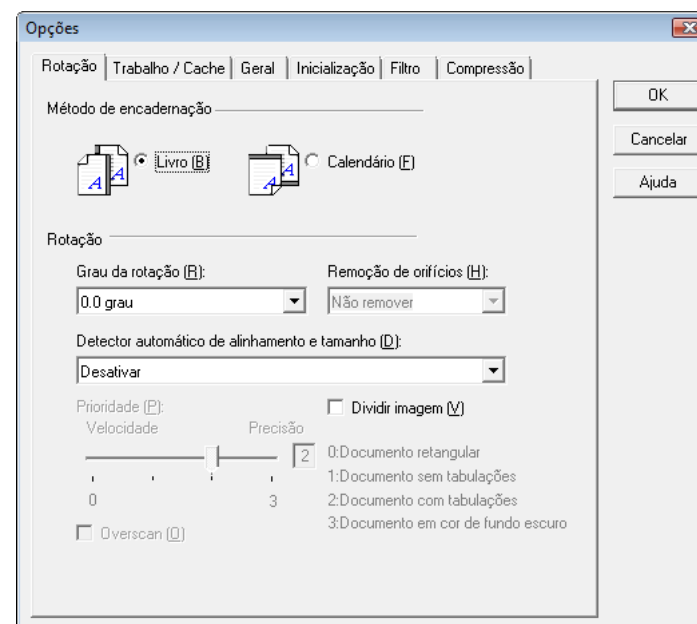 Opções
Rotação Trabalho / Cache Geral Inicialização Filtro Compressão
OK
Cancelar
Ajuda
Método de encadernação
Livro (B)
Calendário (F)
Rotação
Grau da rotação (R):
Remoção de orifícios (H):
0.0 grau
Não remover
Detector automático de alinhamento e tamanho (D):
Desativar
Prioridade (P):
Dividir imagem (V)
Velocidade Precisão
2
0 3
0:Documento retangular
1:Documento sem tabulações
2:Documento com tabulações
3:Documento em cor de fundo escuro
Overscan (O)